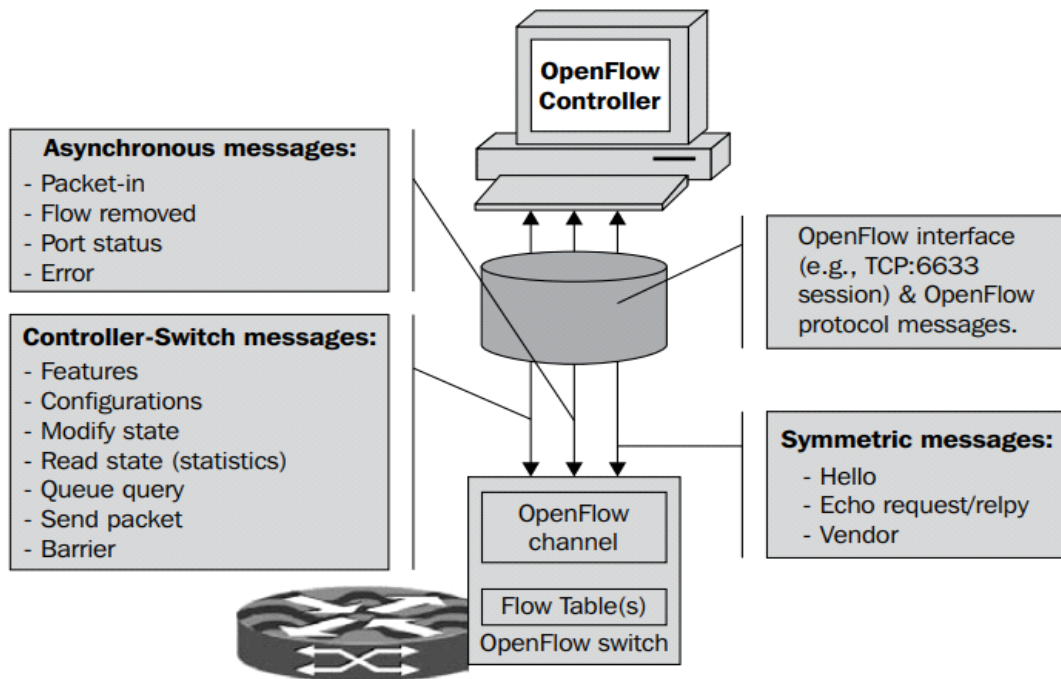 OpenFlow
Controller
Asynchronous messages:
- Packet-in
- Flow removed
- Port status
- Error
OpenFlow interface
(e.g., TCP:6633
session) & OpenFlow
protocol messages.
Controller-Switch messages:
- Features
- Configurations
- Modify state
- Read state (statistics)
- Queue query
- Send packet
- Barrier
Symmetric messages:
- Hello
- Echo request/relpy
- Vendor
OpenFlow
channel
Flow Table(s)
OpenFlow switch